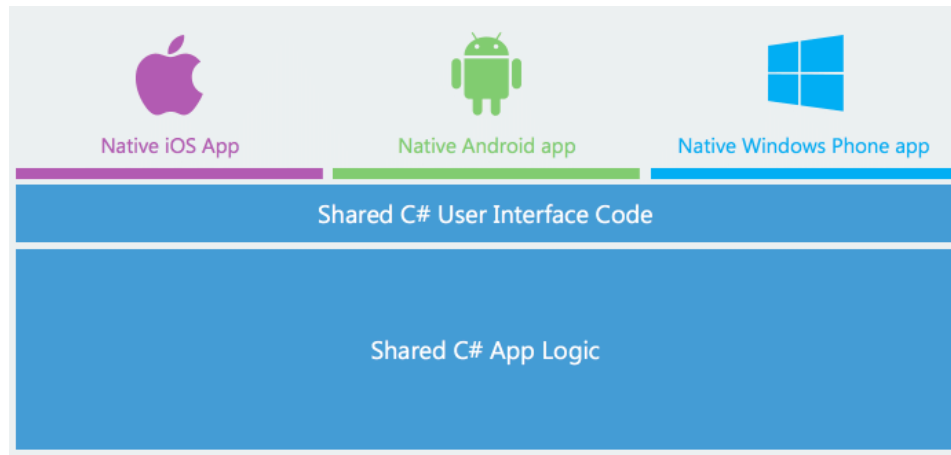 Native iOS App
Native Android app
Native Windows Phone app
Shared C# User Interface Code
Shared C# App Logic